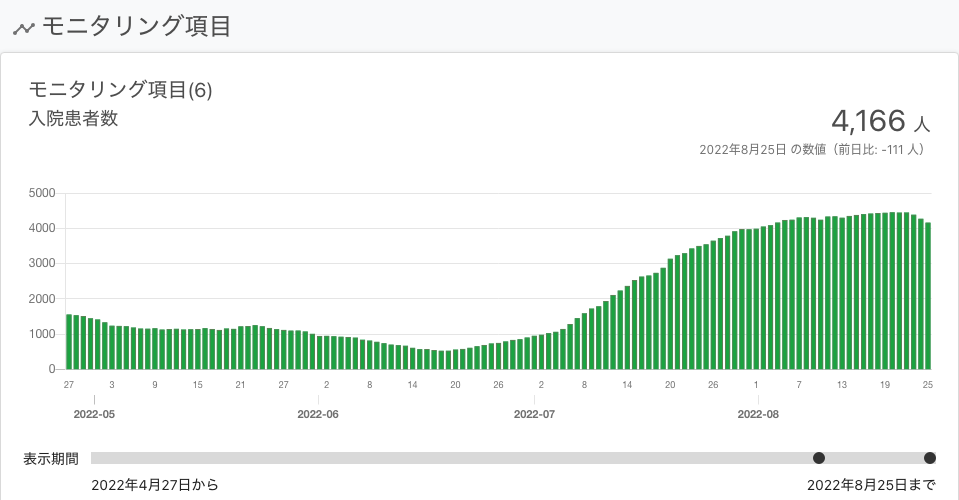 モニタリング項目
モニタリング項目(6)
入院患者数
4,166 人
2022年8月25日 の数値（前日比: -111 人）
5000
4000
3000
2000
1000
0
27 3 9 15 21 27 2 8 14 20 26 2 8 14 20 26 1 7 13 19 25
2022-05 2022-06 2022-07 2022-08
表示期間
2022年4月27日から 2022年8月25日まで